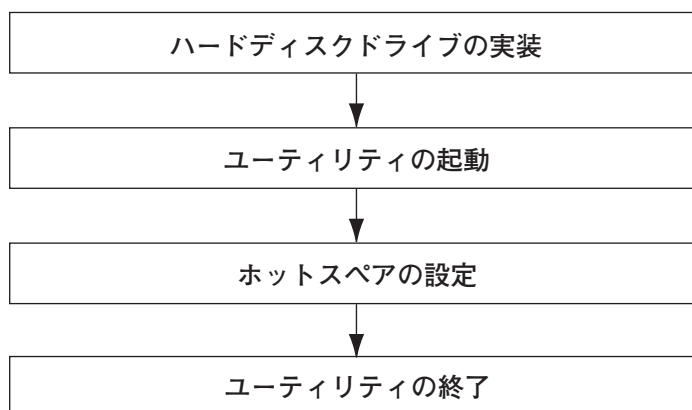 ハードディスクドライブの実装
ユーティリティの起動
ホットスペアの設定
ユーティリティの終了